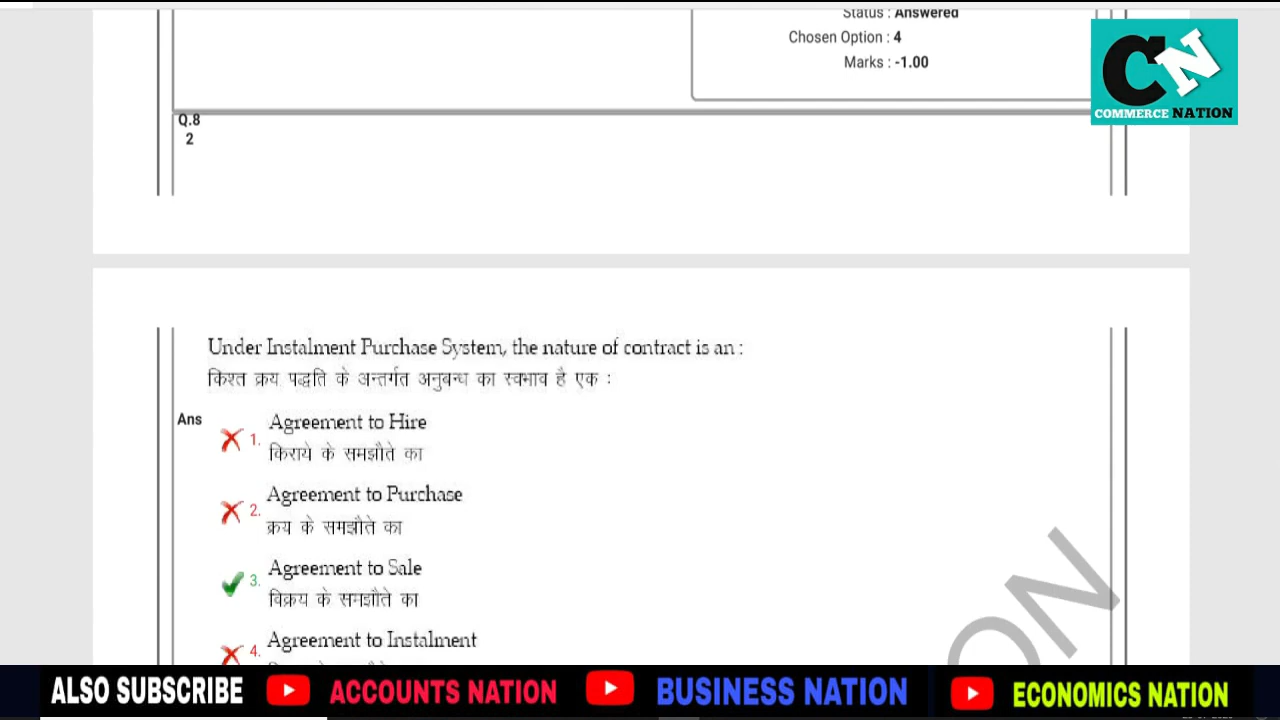 Status : Answered
Chosen Option : 4
Marks : -1.00
CN
COMMERCE NATION
Q.8
2
Under Instalment Purchase System, the nature of contract is an :
किश्त क्रय पद्धति के अन्तर्गत अनुबन्ध का स्वभाव है एक :
Ans
1. Agreement to Hire
किराये के समझौते का
2. Agreement to Purchase
क्रय के समझौते का
3. Agreement to Sale
विक्रय के समझौते का
4. Agreement to Instalment
ON
ALSO SUBSCRIBE ACCOUNTS NATION BUSINESS NATION ECONOMICS NATION